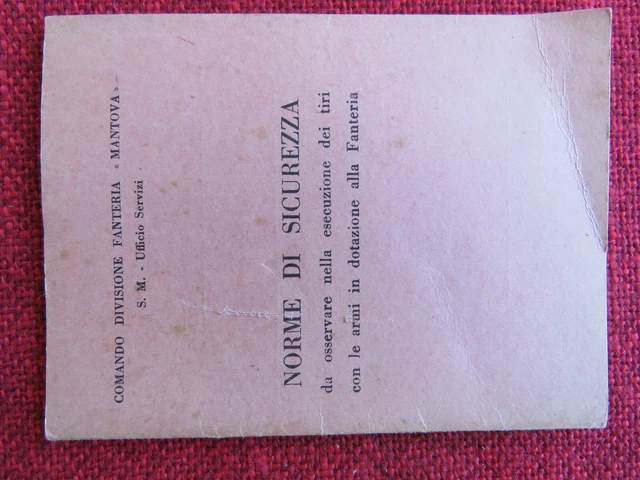 COMANDO DIVISIONE FANTERIA « MANTOVA »
S. M. - Ufficio Servizi
NORME DI SICUREZZA
da osservare nella esecuzione dei tiri
con le armi in dotazione alla Fanteria